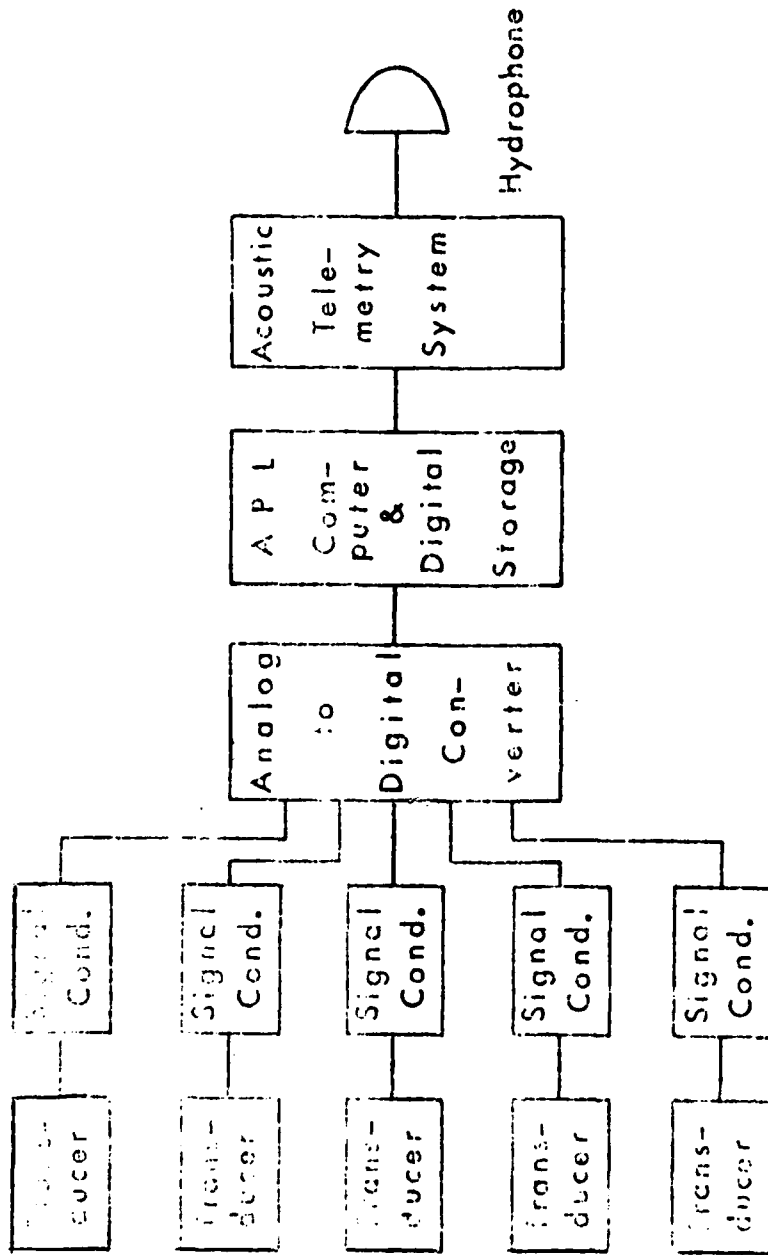 ducer
Trans-
ducer
Trans-
ducer
Trans-
ducer
Trans-
ducer
Signal
Cond.
Signal
Cond.
Signal
Cond.
Signal
Cond.
Signal
Cond.
Analog
to
Digital
Con-
verter
A P L
Com-
puter
&
Digital
Storage
Acoustic
Tele-
metry
System
Hydrophone